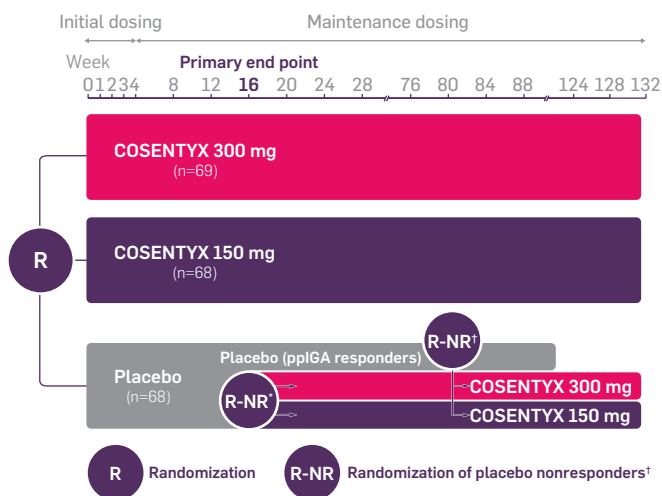 Initial dosing Maintenance dosing
Week Primary end point
0 1 2 3 4 8 12 16 20 24 28 76 80 84 88 124 128 132
COSENTYX 300 mg
(n=69)
R
COSENTYX 150 mg
(n=68)
R-NR†
Placebo (ppIGA responders)
Placebo
(n=68)
R-NR*
COSENTYX 300 mg
COSENTYX 150 mg
R Randomization R-NR Randomization of placebo nonresponders†